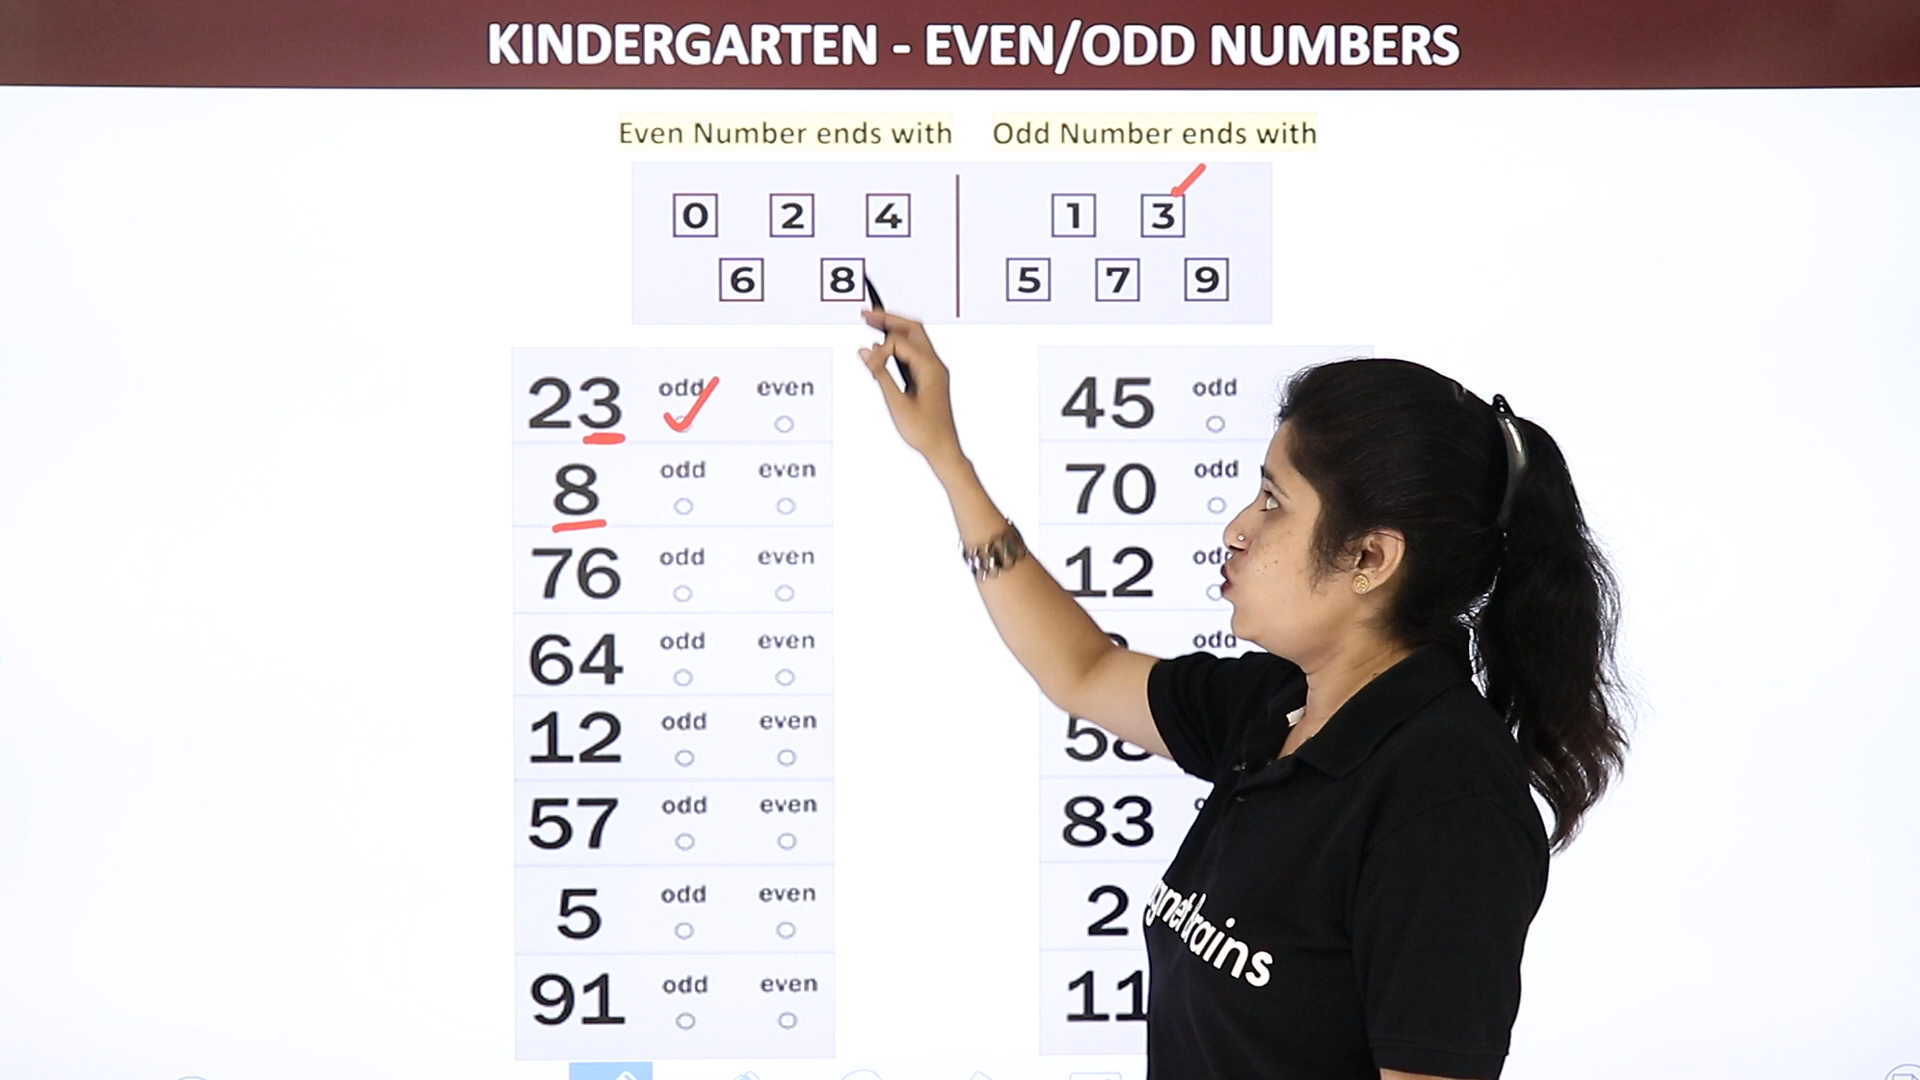 KINDERGARTEN - EVEN/ODD NUMBERS
Even Number ends with
0 2 4
6 8
Odd Number ends with
1 3
5 7 9
23 odd even
8 odd even
76 odd even
64 odd even
12 odd even
57 odd even
5 odd even
91 odd even
45 odd
70 odd
12 odd
odd
83
2
11